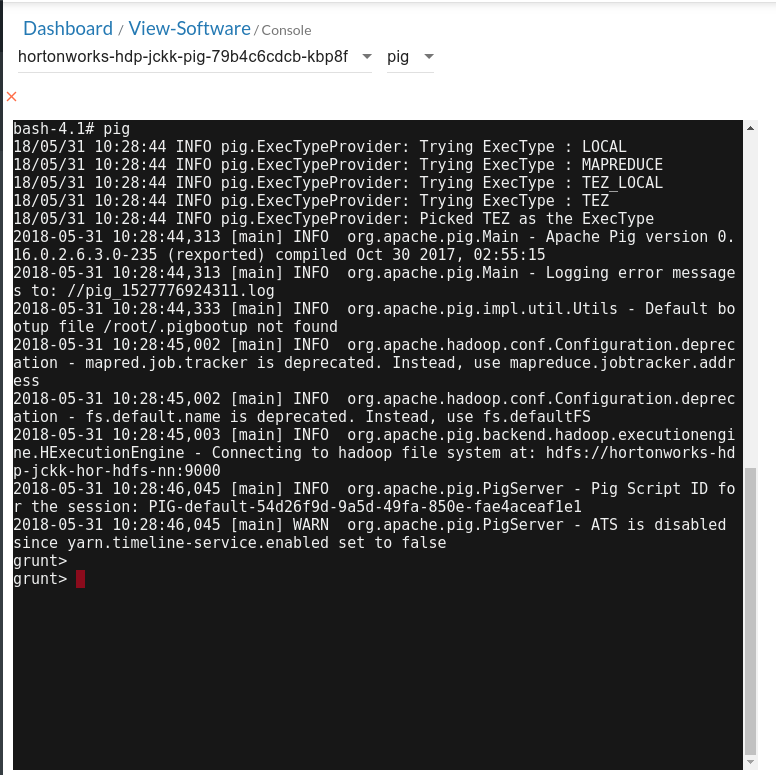 Dashboard / View-Software / Console
hortonworks-hdp-jckk-pig-79b4c6cdcb-kbp8f pig
bash-4.1# pig
18/05/31 10:28:44 INFO pig.ExecTypeProvider: Trying ExecType : LOCAL
18/05/31 10:28:44 INFO pig.ExecTypeProvider: Trying ExecType : MAPREDUCE
18/05/31 10:28:44 INFO pig.ExecTypeProvider: Trying ExecType : TEZ_LOCAL
18/05/31 10:28:44 INFO pig.ExecTypeProvider: Trying ExecType : TEZ
18/05/31 10:28:44 INFO pig.ExecTypeProvider: Picked TEZ as the ExecType
2018-05-31 10:28:44,313 [main] INFO  org.apache.pig.Main - Apache Pig version 0.
16.0.2.6.3.0-235 (rexported) compiled Oct 30 2017, 02:55:15
2018-05-31 10:28:44,313 [main] INFO  org.apache.pig.Main - Logging error message
s to: //pig_1527776924311.log
2018-05-31 10:28:44,333 [main] INFO  org.apache.pig.impl.util.Utils - Default bo
otup file /root/.pigbootup not found
2018-05-31 10:28:45,002 [main] INFO  org.apache.hadoop.conf.Configuration.deprec
ation - mapred.job.tracker is deprecated. Instead, use mapreduce.jobtracker.addr
ess
2018-05-31 10:28:45,002 [main] INFO  org.apache.hadoop.conf.Configuration.deprec
ation - fs.default.name is deprecated. Instead, use fs.defaultFS
2018-05-31 10:28:45,003 [main] INFO  org.apache.pig.backend.hadoop.executionengi
ne.HExecutionEngine - Connecting to hadoop file system at: hdfs://hortonworks-hd
p-jckk-hor-hdfs-nn:9000
2018-05-31 10:28:46,045 [main] INFO  org.apache.pig.PigServer - Pig Script ID fo
r the session: PIG-default-54d26f9d-9a5d-49fa-850e-fae4aceaf1e1
2018-05-31 10:28:46,045 [main] WARN  org.apache.pig.PigServer - ATS is disabled
since yarn.timeline-service.enabled set to false
grunt>
grunt>